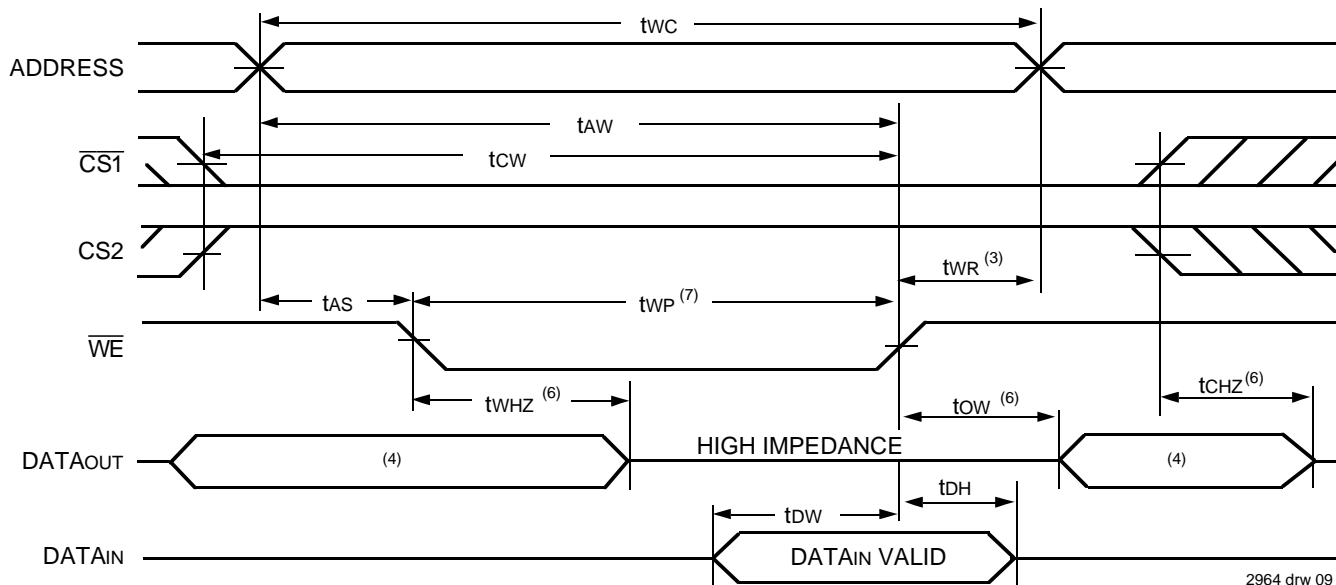 tWC
ADDRESS
tAW
CS1
tCW
CS2
tWR (3)
tAS
tWP (7)
WE
tWHZ (6)
tOW (6)
tCHZ(6)
DATAOUT
(4)
HIGH IMPEDANCE
(4)
tDW
tDH
DATAIN
DATAIN VALID
2964 drw 09